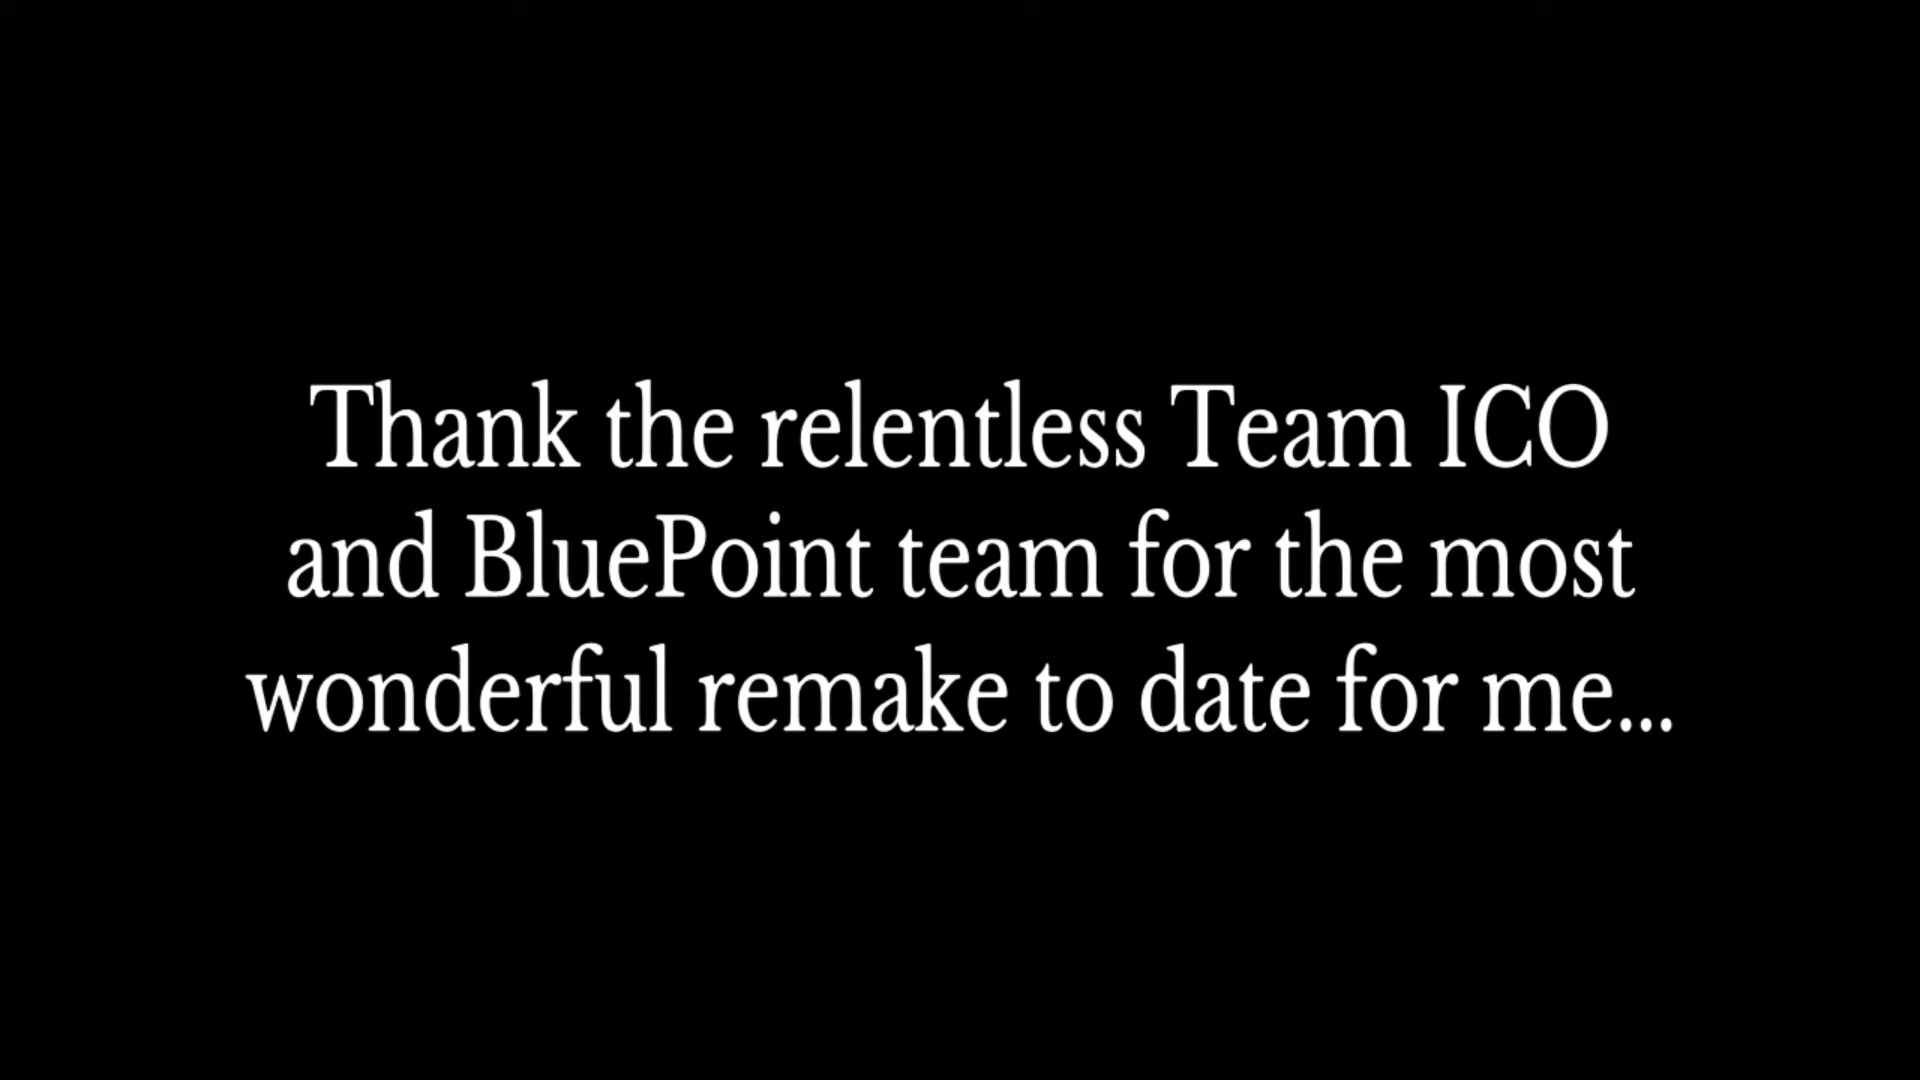 Thank the relentless Team ICO
and BluePoint team for the most
wonderful remake to date for me...